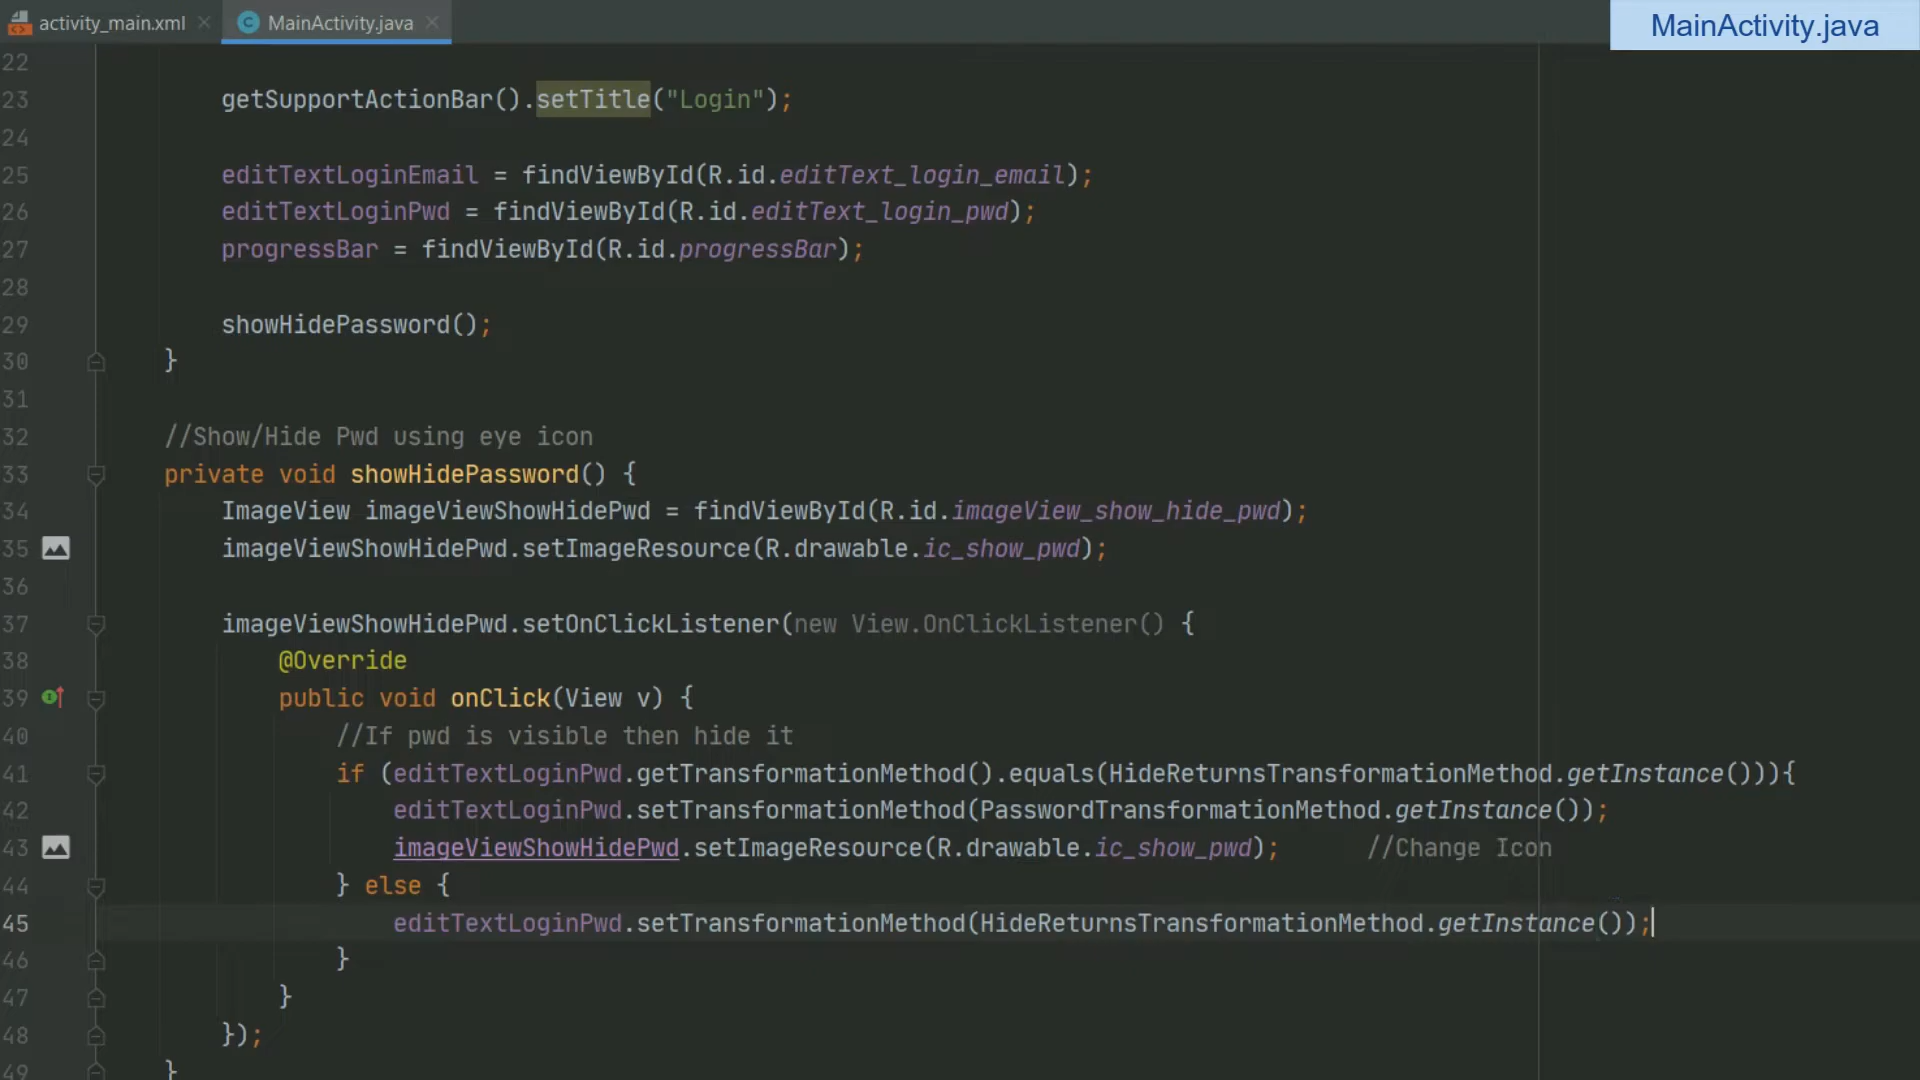 activity_main.xml MainActivity.java MainActivity.java
22
23 getSupportActionBar().setTitle("Login");
24
25 editTextLoginEmail = findViewById(R.id.editText_login_email);
26 editTextLoginPwd = findViewById(R.id.editText_login_pwd);
27 progressBar = findViewById(R.id.progressBar);
28
29 showHidePassword();
30 }
31
32 //Show/Hide Pwd using eye icon
33 private void showHidePassword() {
34 ImageView imageViewShowHidePwd = findViewById(R.id.imageView_show_hide_pwd);
35 imageViewShowHidePwd.setImageResource(R.drawable.ic_show_pwd);
36
37 imageViewShowHidePwd.setOnClickListener(new View.OnClickListener() {
38 @Override
39 public void onClick(View v) {
40 //If pwd is visible then hide it
41 if (editTextLoginPwd.getTransformationMethod().equals(HideReturnsTransformationMethod.getInstance())){
42 editTextLoginPwd.setTransformationMethod(PasswordTransformationMethod.getInstance());
43 imageViewShowHidePwd.setImageResource(R.drawable.ic_show_pwd); //Change Icon
44 } else {
45 editTextLoginPwd.setTransformationMethod(HideReturnsTransformationMethod.getInstance());
46 }
47 }
48 });
49 }